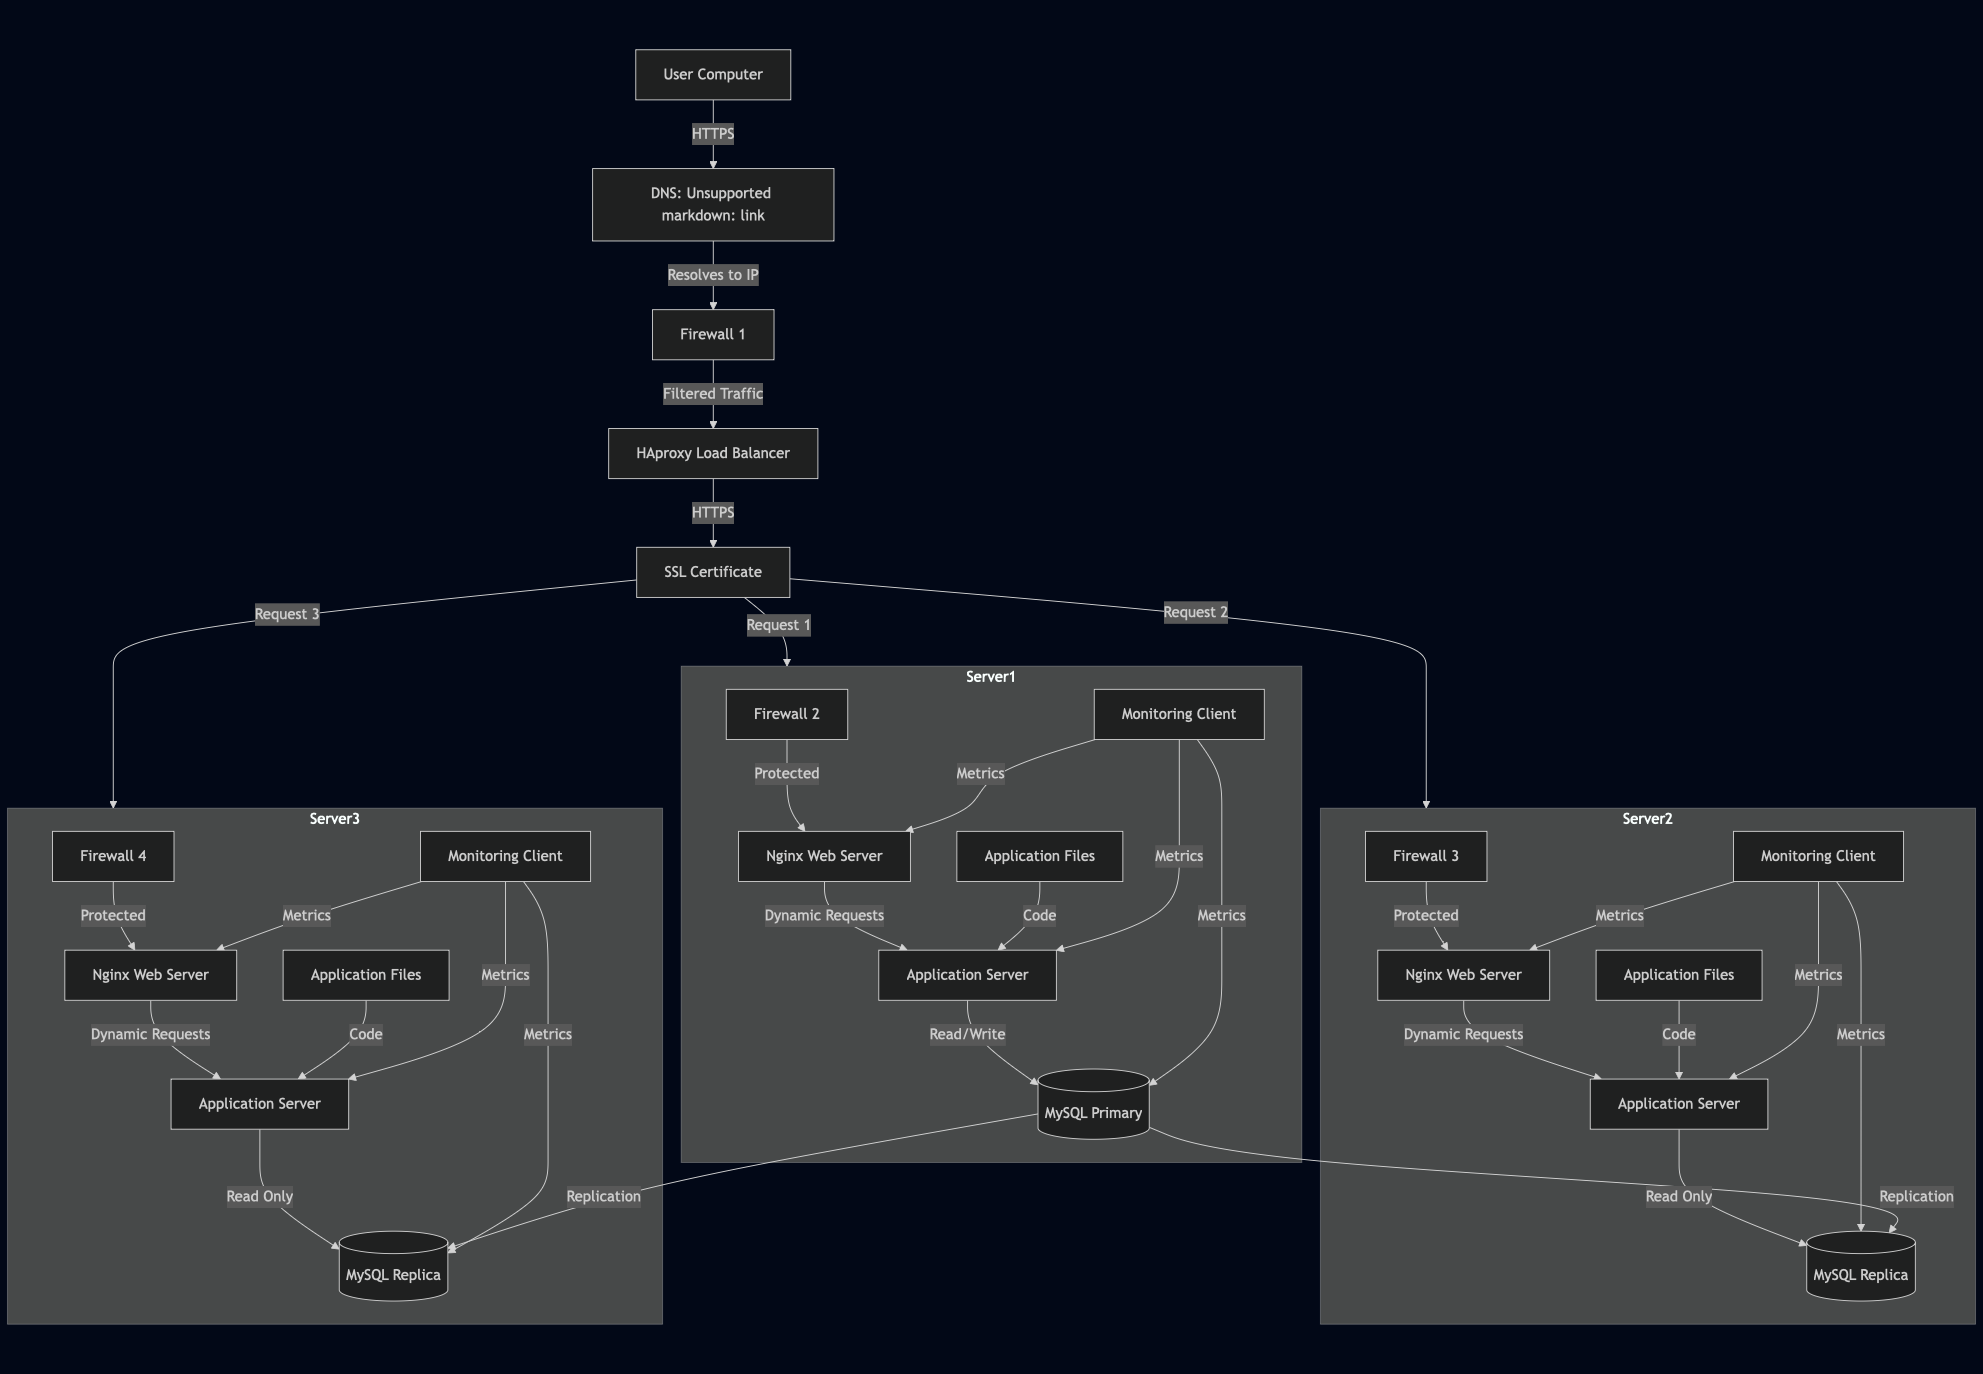 User Computer
HTTPS
DNS: Unsupported
markdown: link
Resolves to IP
Firewall 1
Filtered Traffic
HAproxy Load Balancer
HTTPS
SSL Certificate
Request 3
Request 1
Request 2
Server1
Firewall 2
Monitoring Client
Protected
Metrics
Nginx Web Server
Application Files
Metrics
Dynamic Requests
Code
Metrics
Application Server
Read/Write
MySQL Primary
Server3
Firewall 4
Monitoring Client
Protected
Metrics
Nginx Web Server
Application Files
Metrics
Dynamic Requests
Code
Metrics
Application Server
Read Only
Replication
MySQL Replica
Server2
Firewall 3
Monitoring Client
Protected
Metrics
Nginx Web Server
Application Files
Metrics
Dynamic Requests
Code
Metrics
Application Server
Read Only
Replication
MySQL Replica